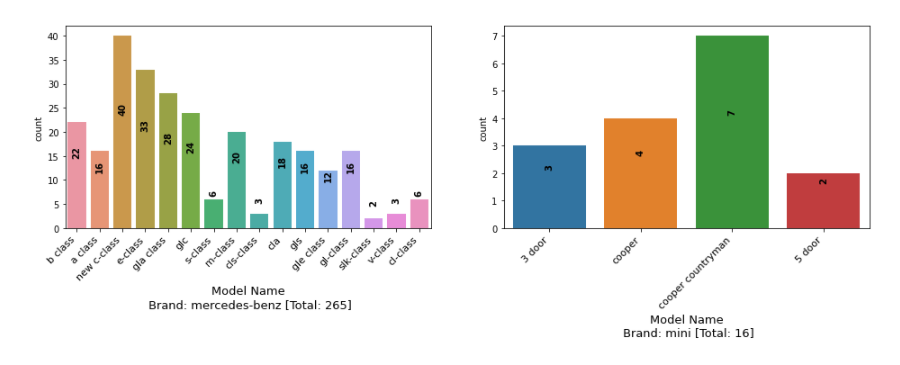 40
35
30
25
20
15
10
5
0
count
22
16
40
33
28
24
6
20
3
18
16
12
16
2
3
6
b class
a class
new c-class
e-class
gla class
glc
s-class
m-class
cls-class
cla
gls
gle class
gl-class
slk-class
v-class
cl-class
Model Name
Brand: mercedes-benz [Total: 265]
7
6
5
4
3
2
1
0
count
3
4
7
2
3 door
cooper
cooper countryman
5 door
Model Name
Brand: mini [Total: 16]